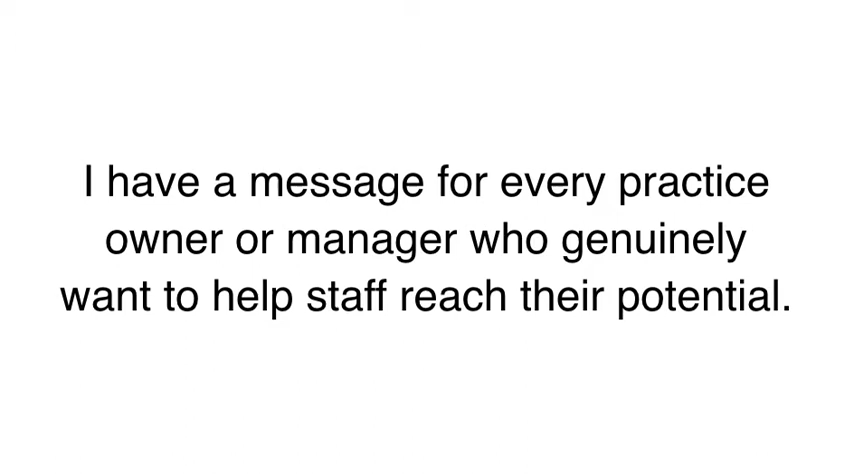 I have a message for every practice
owner or manager who genuinely
want to help staff reach their potential.